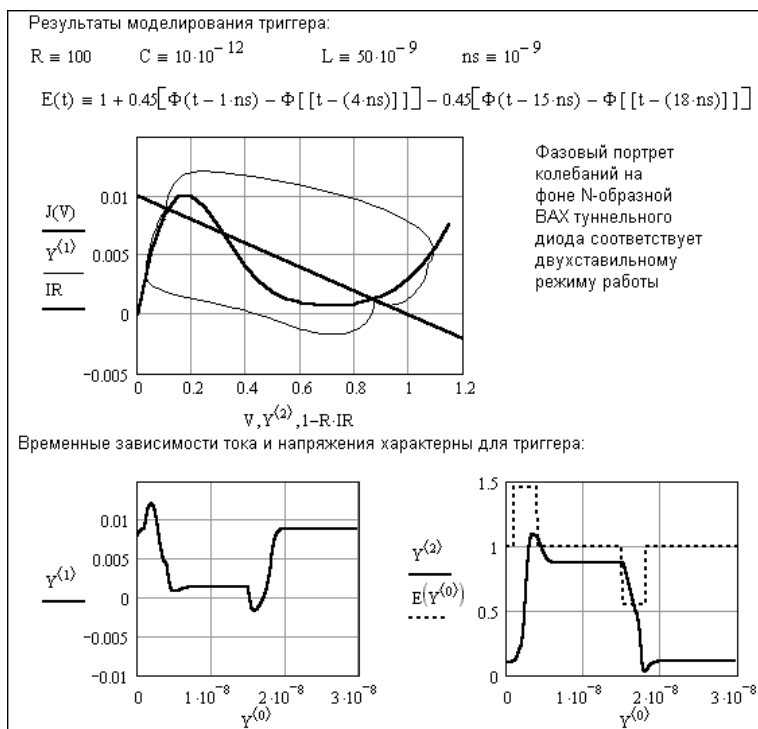 Результаты моделирования триггера:
R ≡ 100 C ≡ 10·10⁻¹² L ≡ 50·10⁻⁹ ns ≡ 10⁻⁹
E(t) ≡ 1 + 0.45[Φ(t − 1·ns) − Φ[[t − (4·ns)]]] − 0.45[Φ(t − 15·ns) − Φ[[t − (18·ns)]]]
Фазовый портрет
колебаний на
фоне N-образной
ВАХ туннельного
диода соответствует
двухставильному
режиму работы
J(V)
Y⟨1⟩
IR
0.01
0.005
0
−0.005
0 0.2 0.4 0.6 0.8 1 1.2
V,Y⟨2⟩,1−R·IR
Временные зависимости тока и напряжения характерны для триггера:
Y⟨1⟩
0.01
0.005
0
−0.005
−0.01
0 1·10⁻⁸ 2·10⁻⁸ 3·10⁻⁸
Y⟨0⟩
Y⟨2⟩
E(Y⟨0⟩)
1.5
1
0.5
0
0 1·10⁻⁸ 2·10⁻⁸ 3·10⁻⁸
Y⟨0⟩